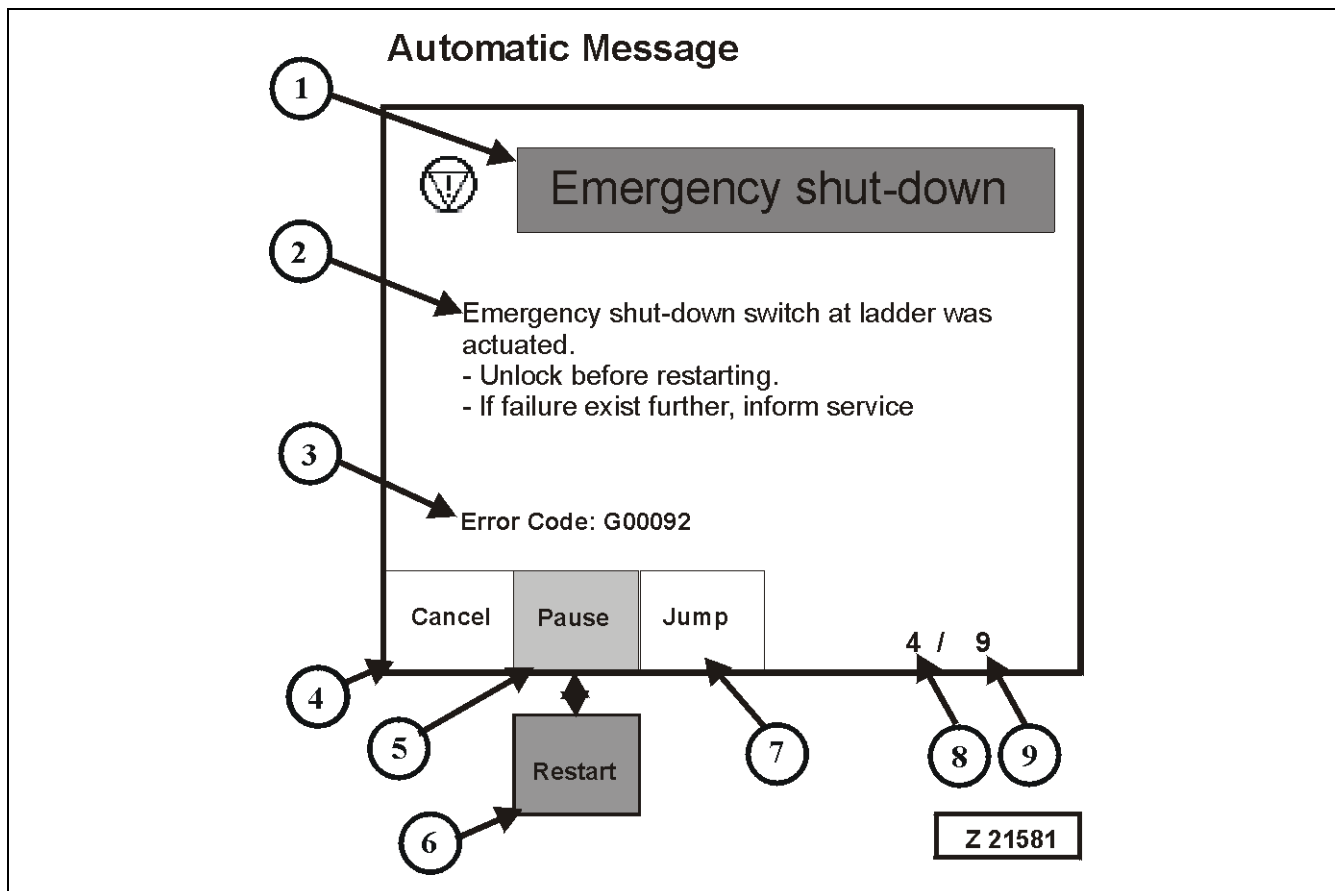 Automatic Message
1
Emergency shut-down
!
2
Emergency shut-down switch at ladder was
actuated.
- Unlock before restarting.
- If failure exist further, inform service
3
Error Code: G00092
Cancel Pause Jump
4 / 9
4
5
Restart
7
8 9
6
Z 21581